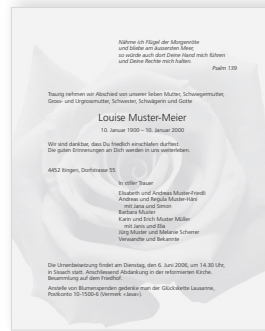 Nähme ich Flügel der Morgenröte
und bliebe am äussersten Meer,
so würde auch dort Deine Hand mich führen
und Deine Rechte mich halten.
Psalm 139
Traurig nehmen wir Abschied von unserer lieben Mutter, Schwiegermutter,
Gross- und Urgrossmutter, Schwester, Schwägerin und Gotte
Louise Muster-Meier
10. Januar 1900 – 10. Januar 2000
Wir sind dankbar, dass Du friedlich einschlafen durftest.
Die guten Erinnerungen an Dich werden in uns weiterleben.
4452 Itingen, Dorfstrasse 55
In stiller Trauer
Elisabeth und Andreas Muster-Friedli
Andreas und Regula Muster-Häni
mit Jana und Simon
Barbara Muster
Karin und Erich Muster Müller
mit Janis und Elia
Jürg Muster und Melanie Scherrer
Verwandte und Bekannte
Die Urnenbeisetzung findet am Dienstag, den 6. Juni 2006, um 14.30 Uhr,
in Sissach statt. Anschliessend Abdankung in der reformierten Kirche.
Besammlung auf dem Friedhof.
Anstelle von Blumenspenden gedenke man der Glückskette Lausanne,
Postkonto 10-1500-6 (Vermerk «Java»).